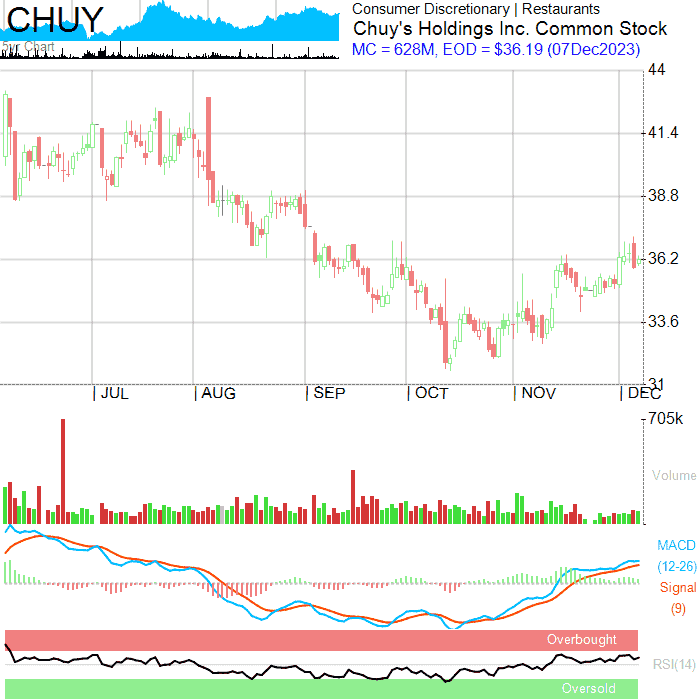 CHUY
5yr Chart
Consumer Discretionary | Restaurants
Chuy's Holdings Inc. Common Stock
MC = 628M, EOD = $36.19 (07Dec2023)
44
41.4
38.8
36.2
33.6
31
| JUL | AUG | SEP | OCT | NOV | DEC
705k
Volume
MACD
(12-26)
Signal
(9)
Overbought
RSI(14)
Oversold